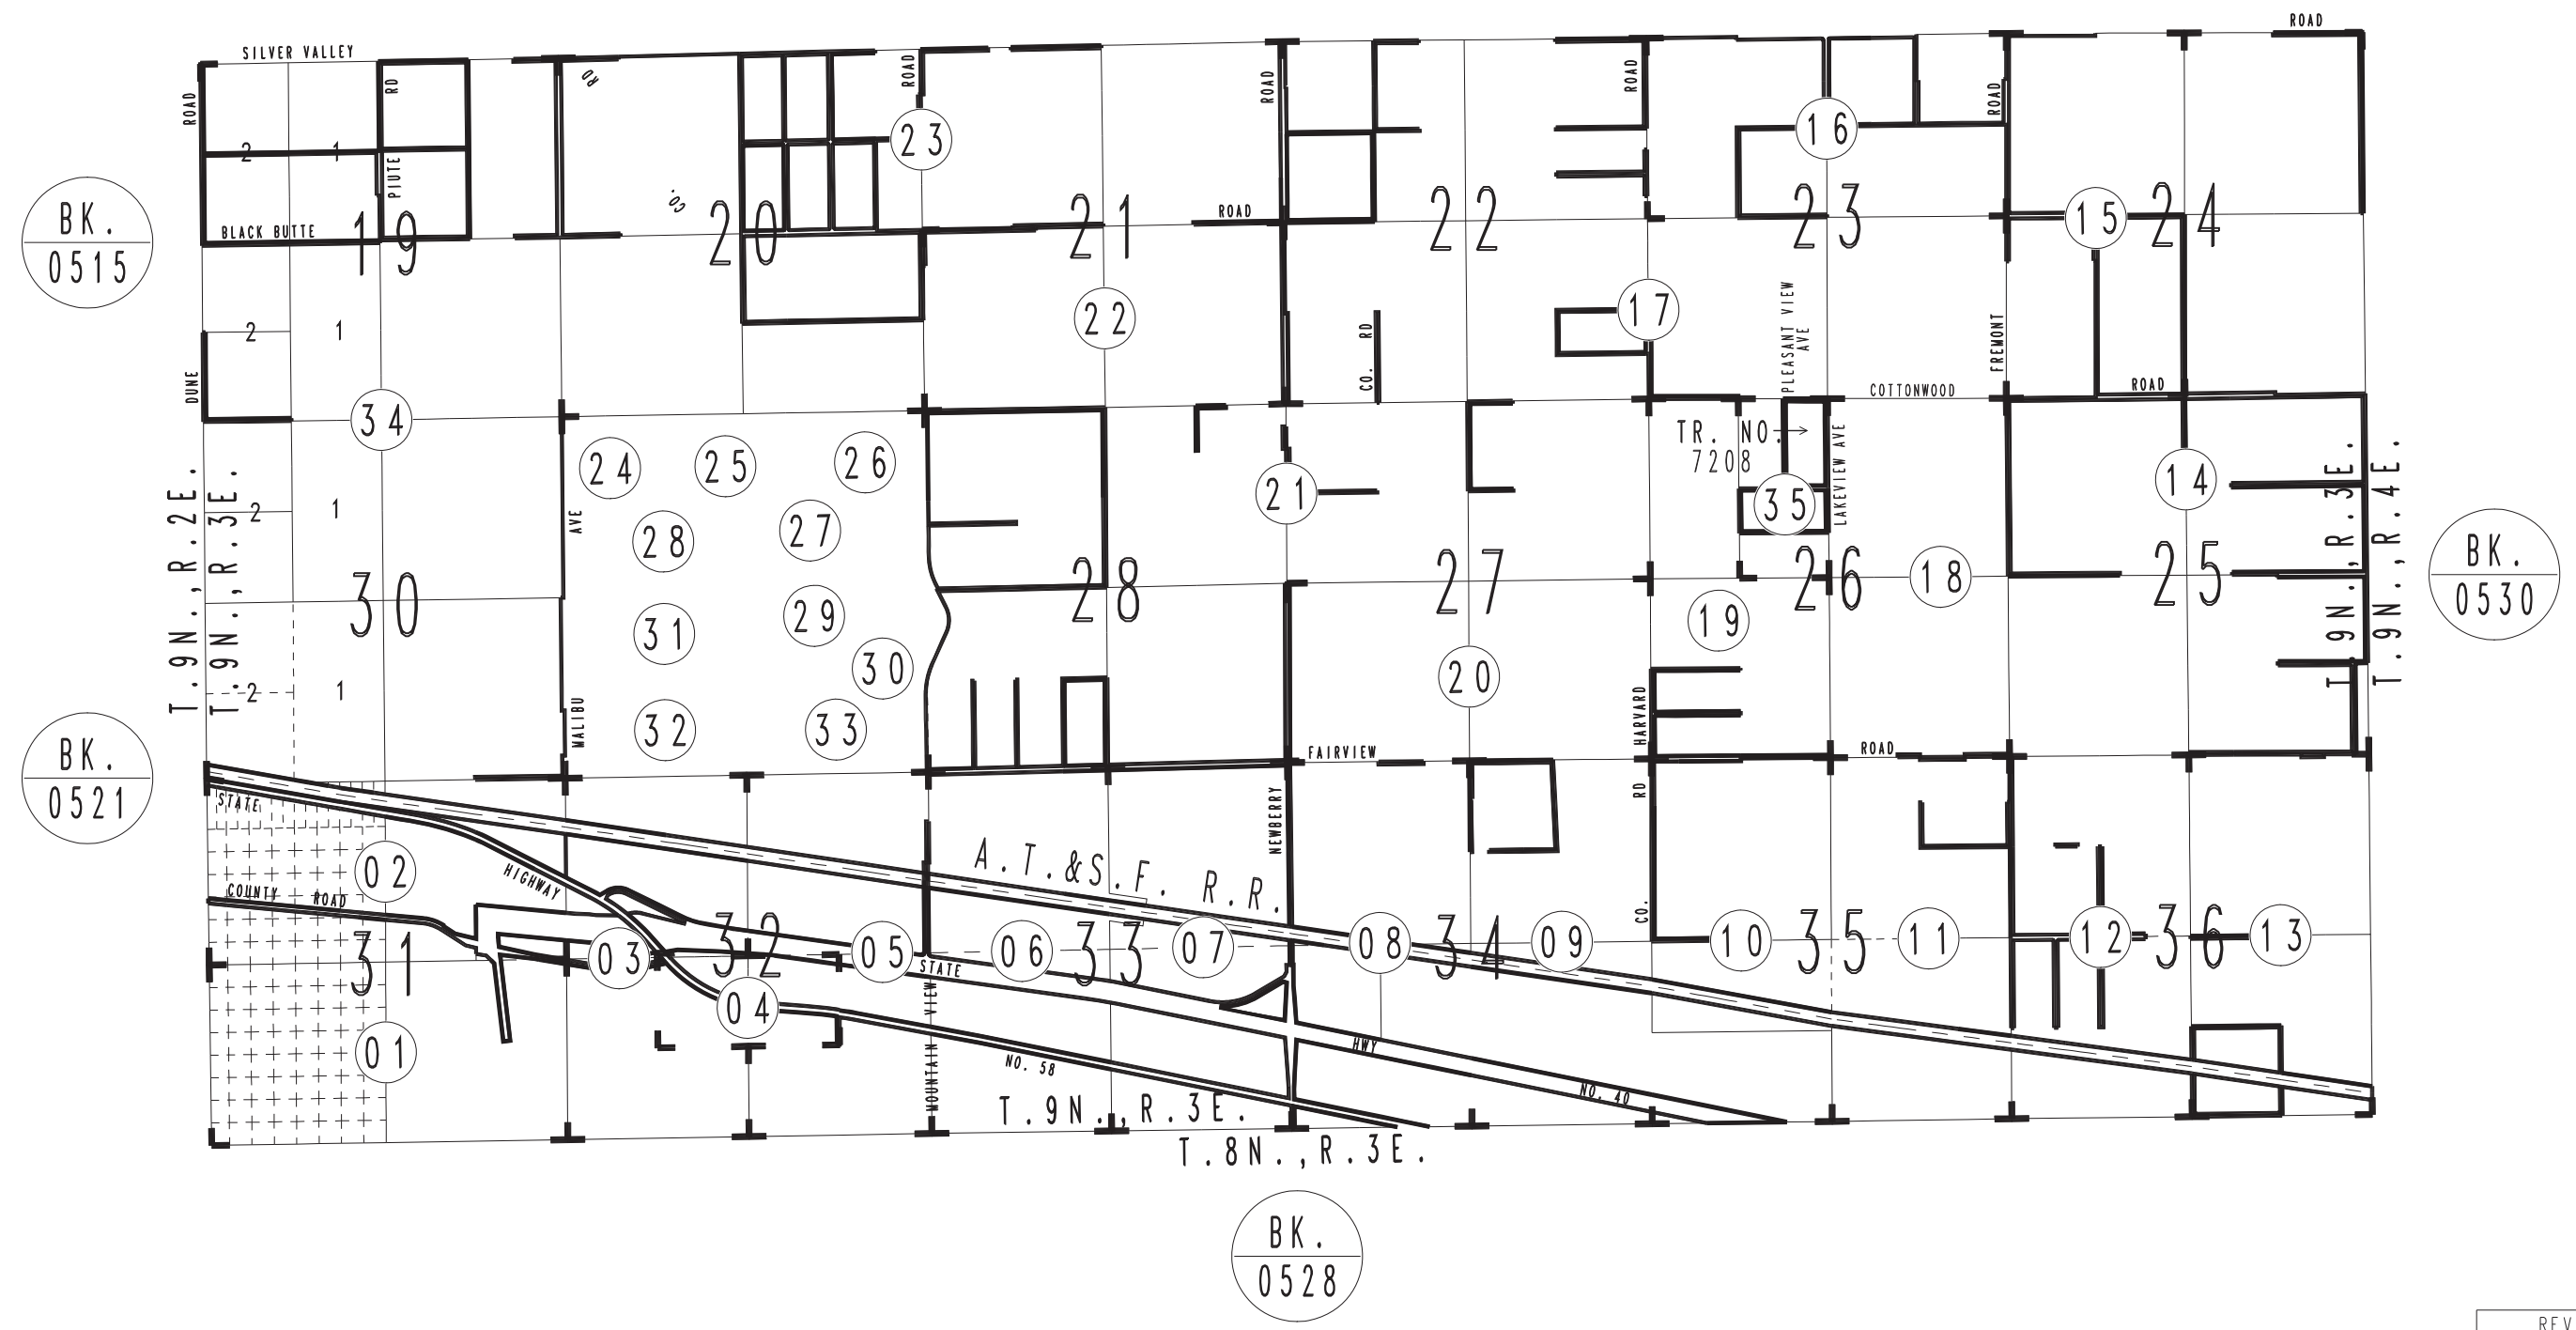 ROAD
SILVER VALLEY
ROAD
RD
RD
ROAD
ROAD
ROAD
ROAD
23
16
2
1
PIUTE
BK.
0515
CO.
BLACK BUTTE
19
20
21
ROAD
22
23
15
24
2
1
22
CO. RD
17
PLEASANT VIEW
AVE
FREMONT
DUNE
34
COTTONWOOD
ROAD
24
25
26
TR. NO.
7208
LAKEVIEW AVE
21
35
14
T.9N.,R.2E.
T.9N.,R.3E.
2
1
AVE
28
27
T.9N.,R.3E.
T.9N.,R.4E.
BK.
0530
30
29
28
27
19
26
18
25
31
30
20
2
1
MALIBU
32
33
HARVARD
BK.
0521
FAIRVIEW
ROAD
STATE
NEWBERRY
RD
02
HIGHWAY
A.T.&S.F. R.R.
COUNTY ROAD
CO.
31
03
32
05
06
33
07
08
34
09
10
35
11
12
36
13
STATE
04
VIEW
01
MOUNTAIN
NO. 58
HWY
NO. 40
T.9N.,R.3E.
T.8N.,R.3E.
BK.
0528
REV